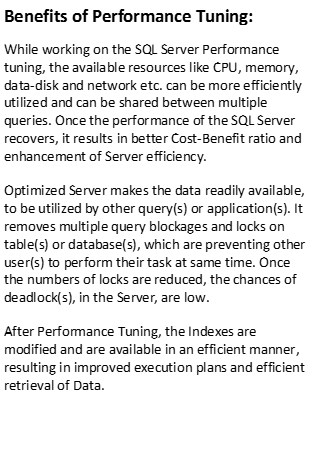 Benefits of Performance Tuning:
While working on the SQL Server Performance
tuning, the available resources like CPU, memory,
data-disk and network etc. can be more efficiently
utilized and can be shared between multiple
queries. Once the performance of the SQL Server
recovers, it results in better Cost-Benefit ratio and
enhancement of Server efficiency.
Optimized Server makes the data readily available,
to be utilized by other query(s) or application(s). It
removes multiple query blockages and locks on
table(s) or database(s), which are preventing other
user(s) to perform their task at same time. Once
the numbers of locks are reduced, the chances of
deadlock(s), in the Server, are low.
After Performance Tuning, the Indexes are
modified and are available in an efficient manner,
resulting in improved execution plans and efficient
retrieval of Data.